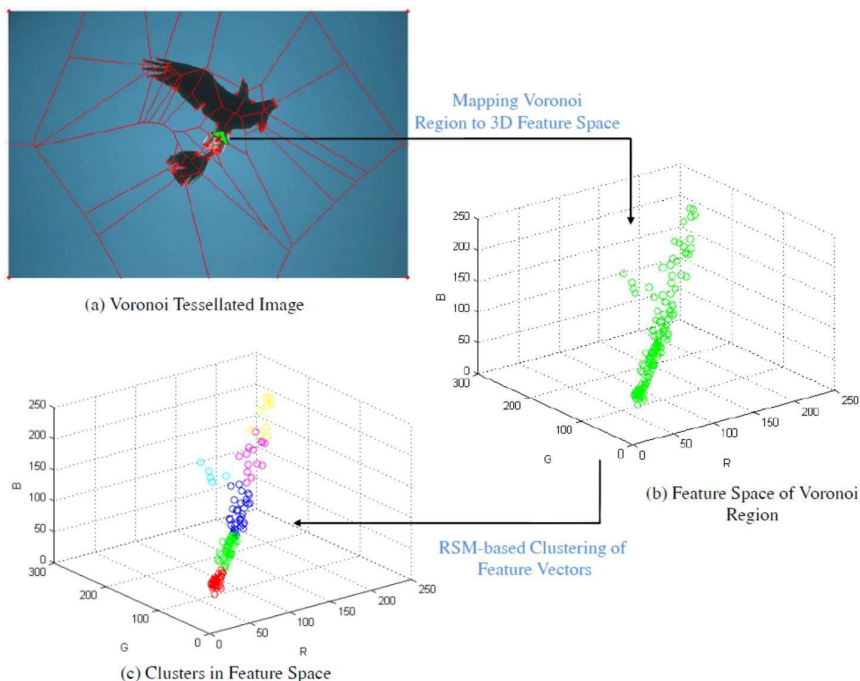 Mapping Voronoi
Region to 3D Feature Space
(a) Voronoi Tessellated Image
250
200
150
100
50
0
B
300
200
100
0
G
0
50
100
150
200
250
R
(b) Feature Space of Voronoi
Region
RSM-based Clustering of
Feature Vectors
250
200
150
100
50
0
B
300
200
100
0
G
0
50
100
150
200
250
R
(c) Clusters in Feature Space